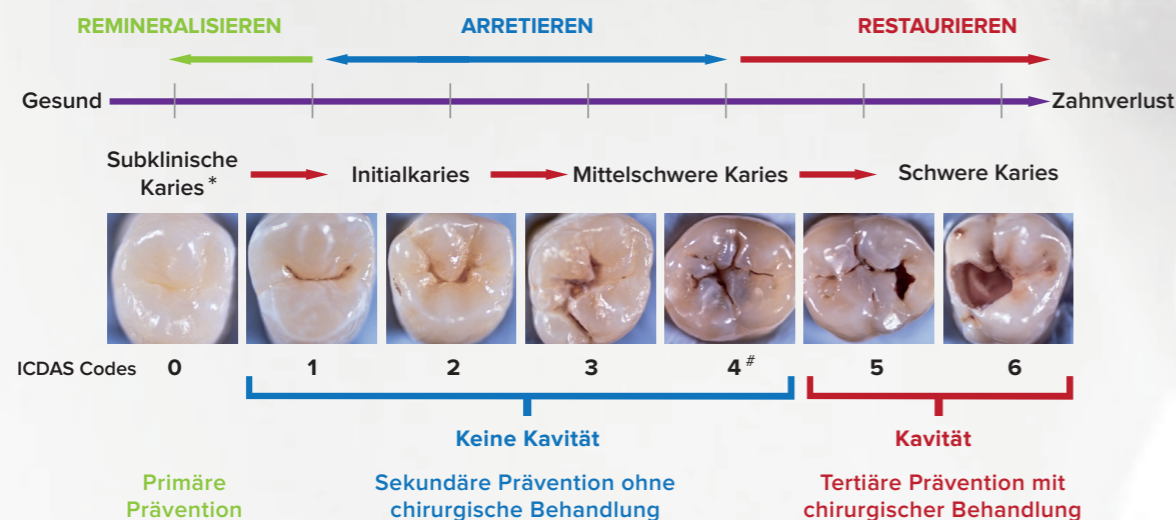 REMINERALISIEREN ARRETIEREN RESTAURIEREN
Gesund Zahnverlust
Subklinische
Karies * Initialkaries Mittelschwere Karies Schwere Karies
ICDAS Codes 0 1 2 3 4 # 5 6
Keine Kavität Kavität
Primäre
Prävention
Sekundäre Prävention ohne
chirurgische Behandlung
Tertiäre Prävention mit
chirurgischer Behandlung